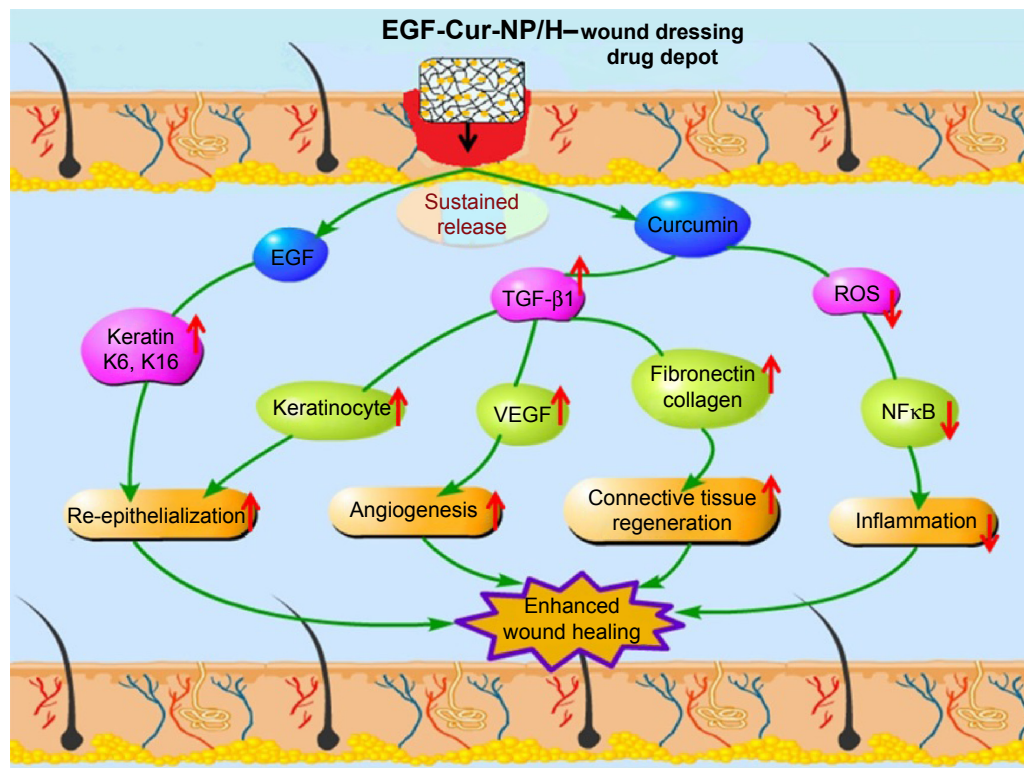 EGF-Cur-NP/H–wound dressing
drug depot
Sustained
release
Curcumin
EGF
TGF-β1
ROS
Keratin
K6, K16
Keratinocyte
VEGF
Fibronectin
collagen
NFκB
Re-epithelialization
Angiogenesis
Connective tissue
regeneration
Inflammation
Enhanced
wound healing